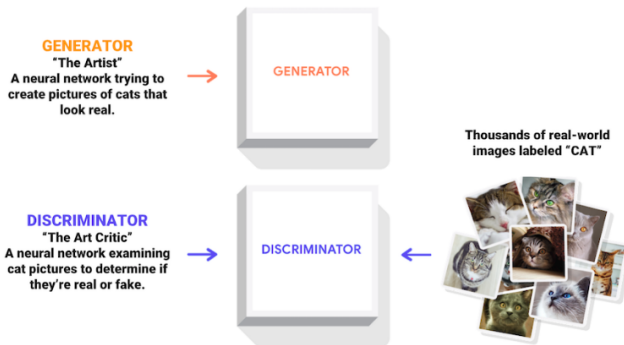 GENERATOR
“The Artist”
A neural network trying to
create pictures of cats that
look real.
GENERATOR
Thousands of real-world
images labeled “CAT”
DISCRIMINATOR
“The Art Critic”
A neural network examining
cat pictures to determine if
they’re real or fake.
DISCRIMINATOR